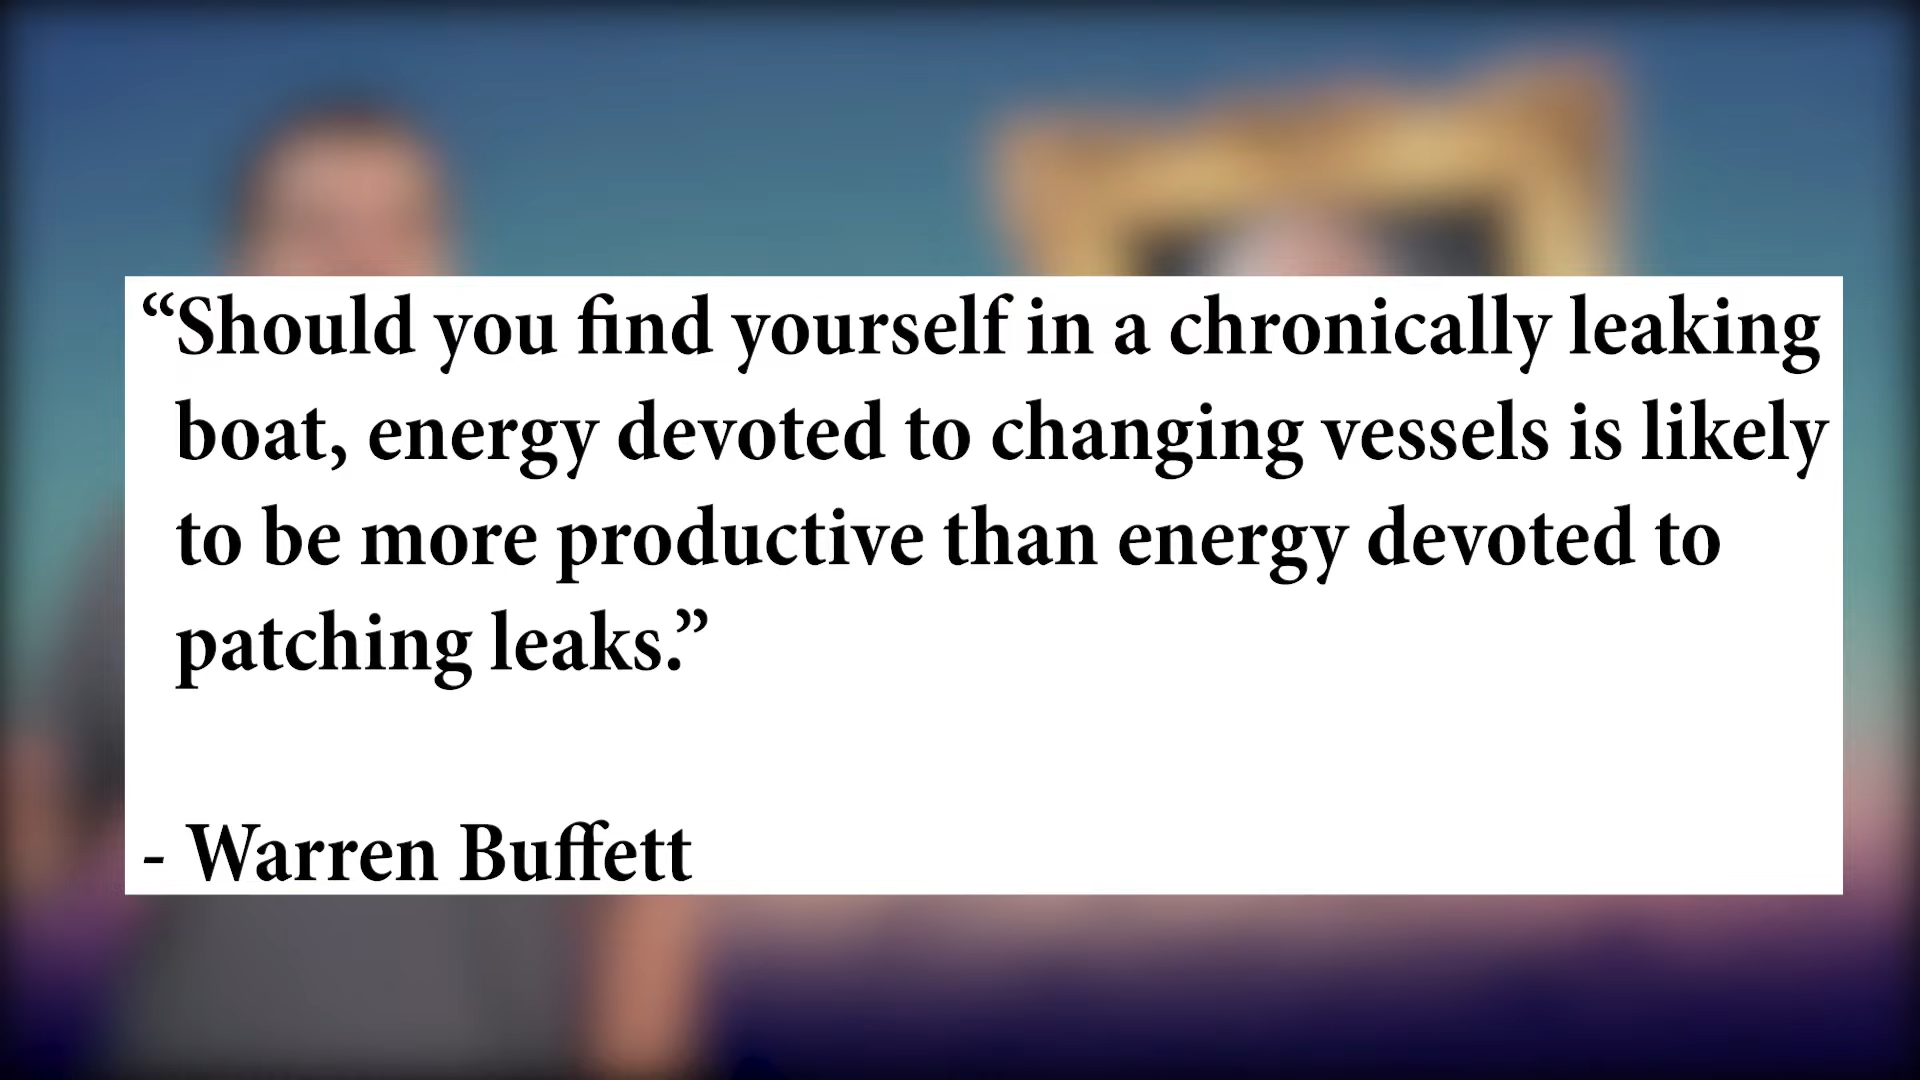 “Should you find yourself in a chronically leaking
boat, energy devoted to changing vessels is likely
to be more productive than energy devoted to
patching leaks.”
- Warren Buffett